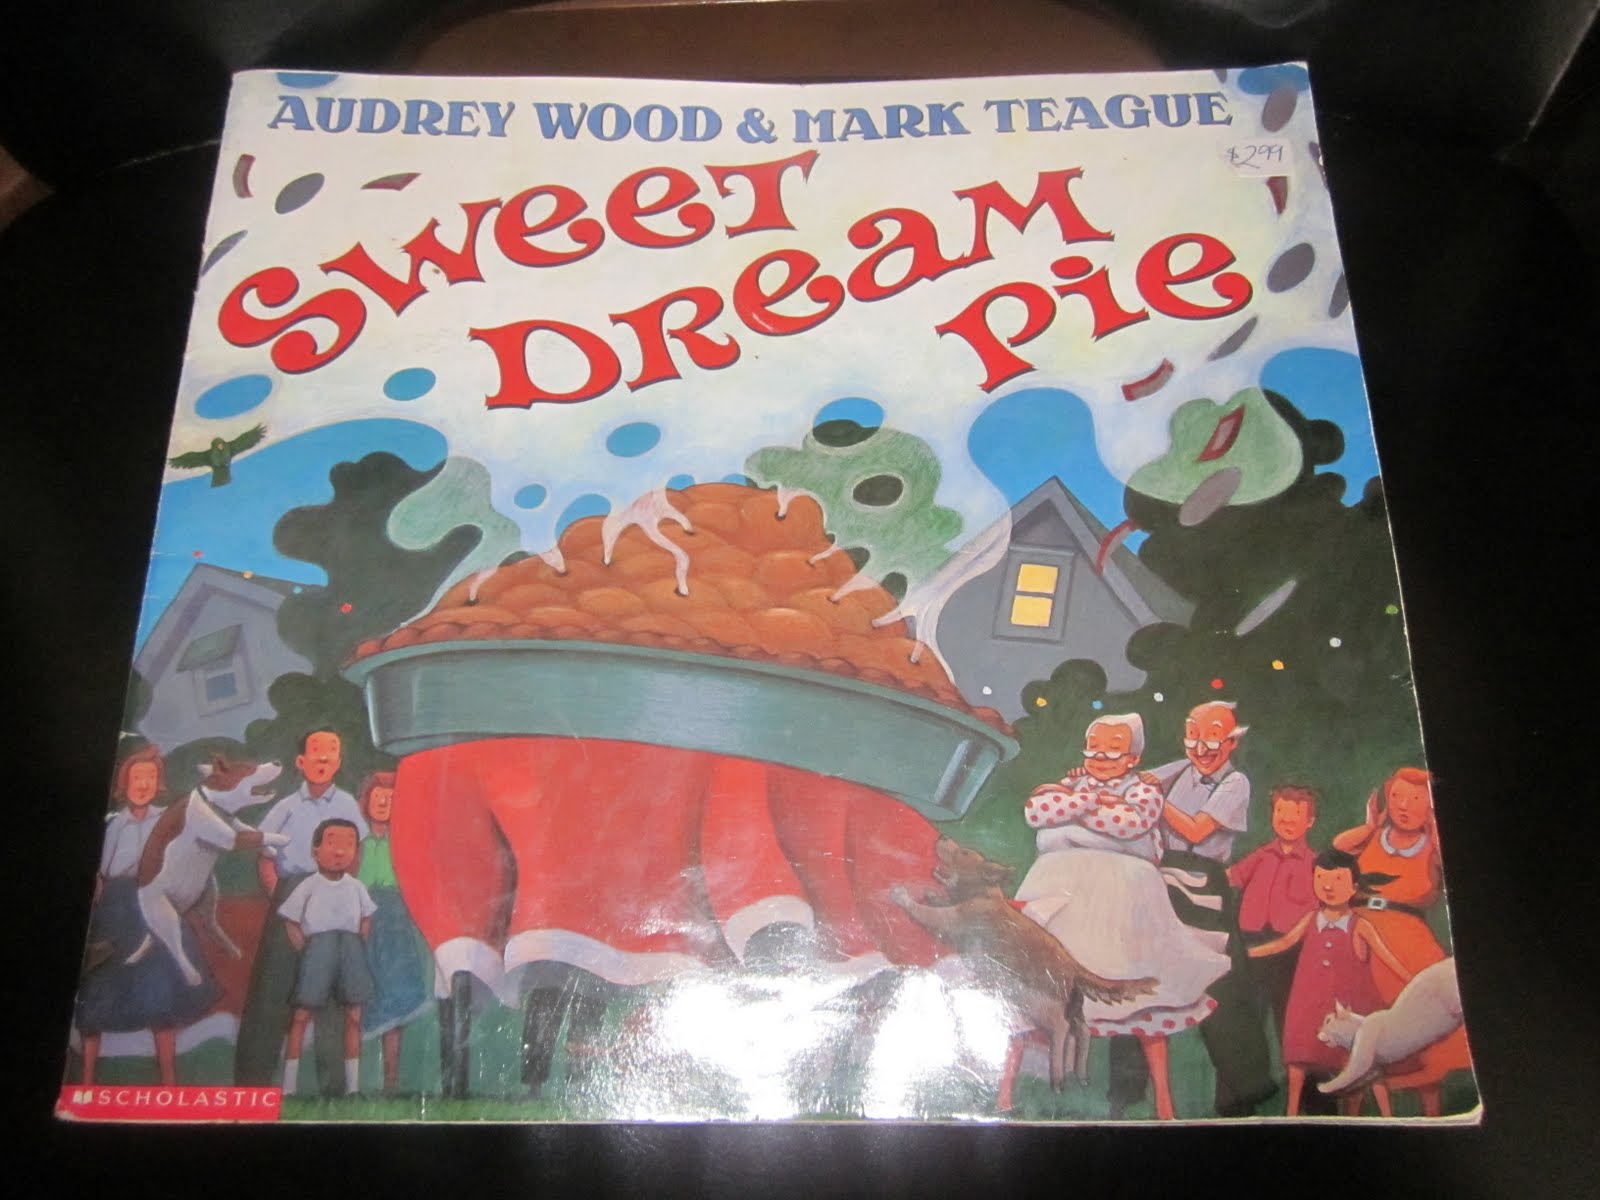 AUDREY WOOD & MARK TEAGUE
$2.99
SWEET
DREAM
PIE
SCHOLASTIC